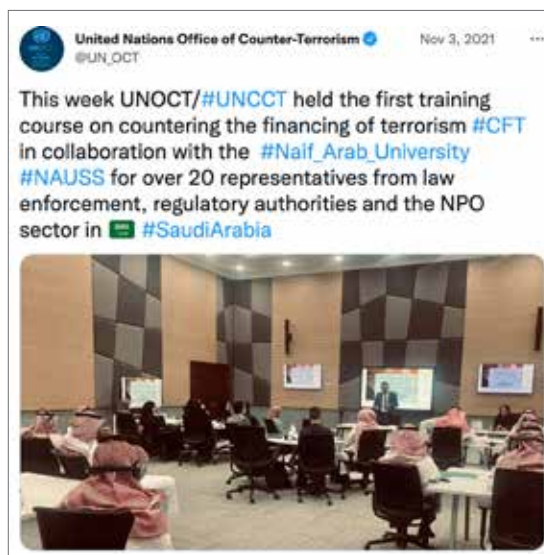 United Nations Office of Counter-Terrorism
Nov 3, 2021
@UN_OCT
This week UNOCT/#UNCCT held the first training
course on countering the financing of terrorism #CFT
in collaboration with the #Naif_Arab_University
#NAUSS for over 20 representatives from law
enforcement, regulatory authorities and the NPO
sector in #SaudiArabia